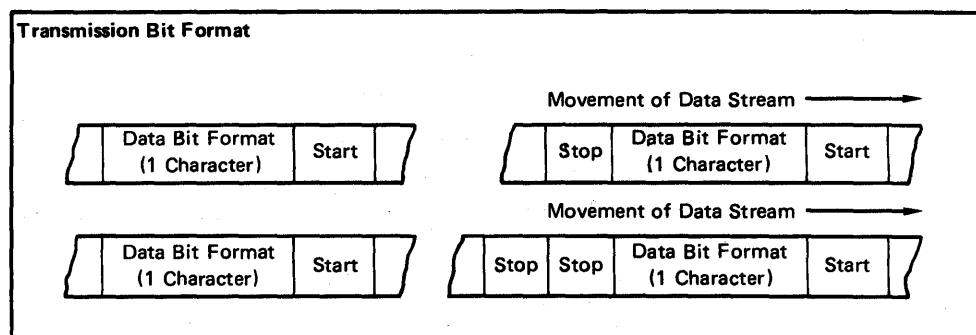 Transmission Bit Format
Movement of Data Stream
Data Bit Format
(1 Character)
Start
Stop
Data Bit Format
(1 Character)
Start
Movement of Data Stream
Data Bit Format
(1 Character)
Start
Stop
Stop
Data Bit Format
(1 Character)
Start